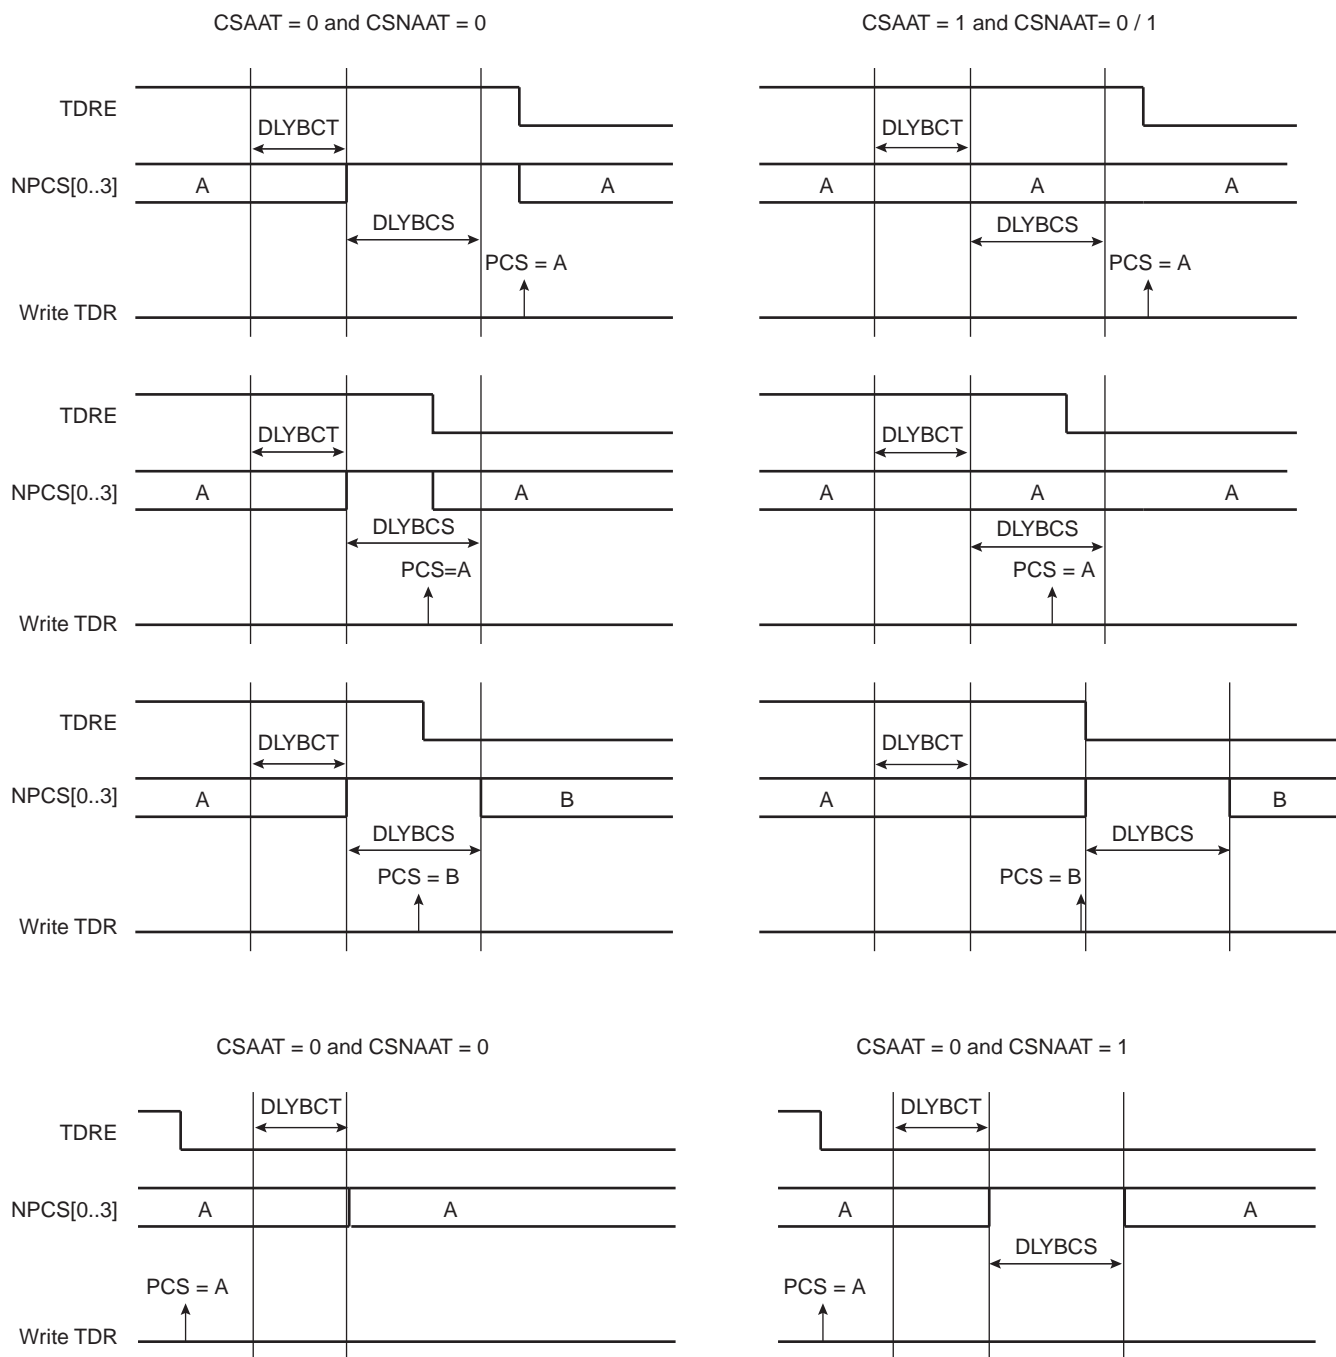 CSAAT = 0 and CSNAAT = 0
CSAAT = 1 and CSNAAT= 0 / 1
TDRE
DLYBCT
DLYBCT
NPCS[0..3]
A
A
A
A
A
DLYBCS
DLYBCS
PCS = A
PCS = A
Write TDR
TDRE
DLYBCT
DLYBCT
NPCS[0..3]
A
A
A
A
A
DLYBCS
DLYBCS
PCS=A
PCS = A
Write TDR
TDRE
DLYBCT
DLYBCT
NPCS[0..3]
A
B
A
B
DLYBCS
DLYBCS
PCS = B
PCS = B
Write TDR
CSAAT = 0 and CSNAAT = 0
CSAAT = 0 and CSNAAT = 1
DLYBCT
DLYBCT
TDRE
NPCS[0..3]
A
A
A
A
DLYBCS
PCS = A
PCS = A
Write TDR